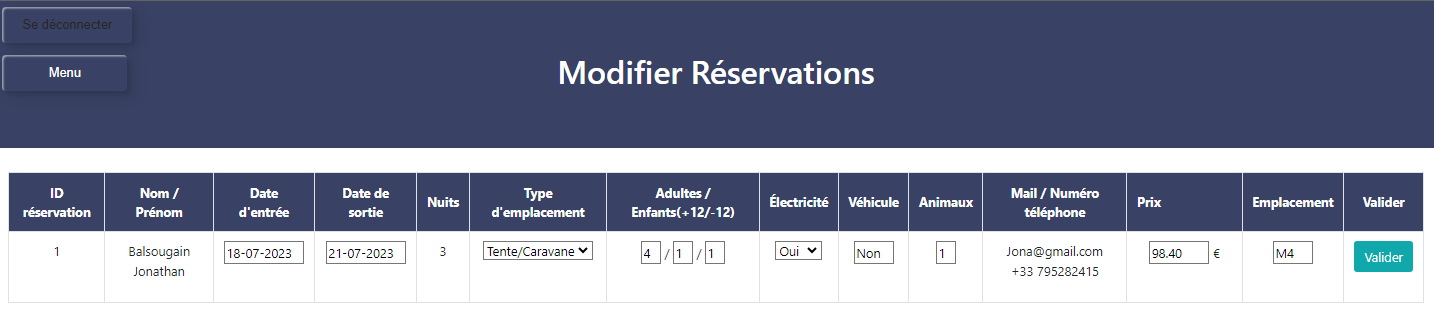 Se déconnecter
Menu
Modifier Réservations
ID réservation Nom / Prénom Date d'entrée Date de sortie Nuits Type d'emplacement Adultes / Enfants(+12/-12) Électricité Véhicule Animaux Mail / Numéro téléphone Prix Emplacement Valider
1 Balsougain Jonathan 18-07-2023 21-07-2023 3 Tente/Caravane 4 / 1 / 1 Oui Non 1 Jona@gmail.com +33 795282415 98.40 € M4 Valider